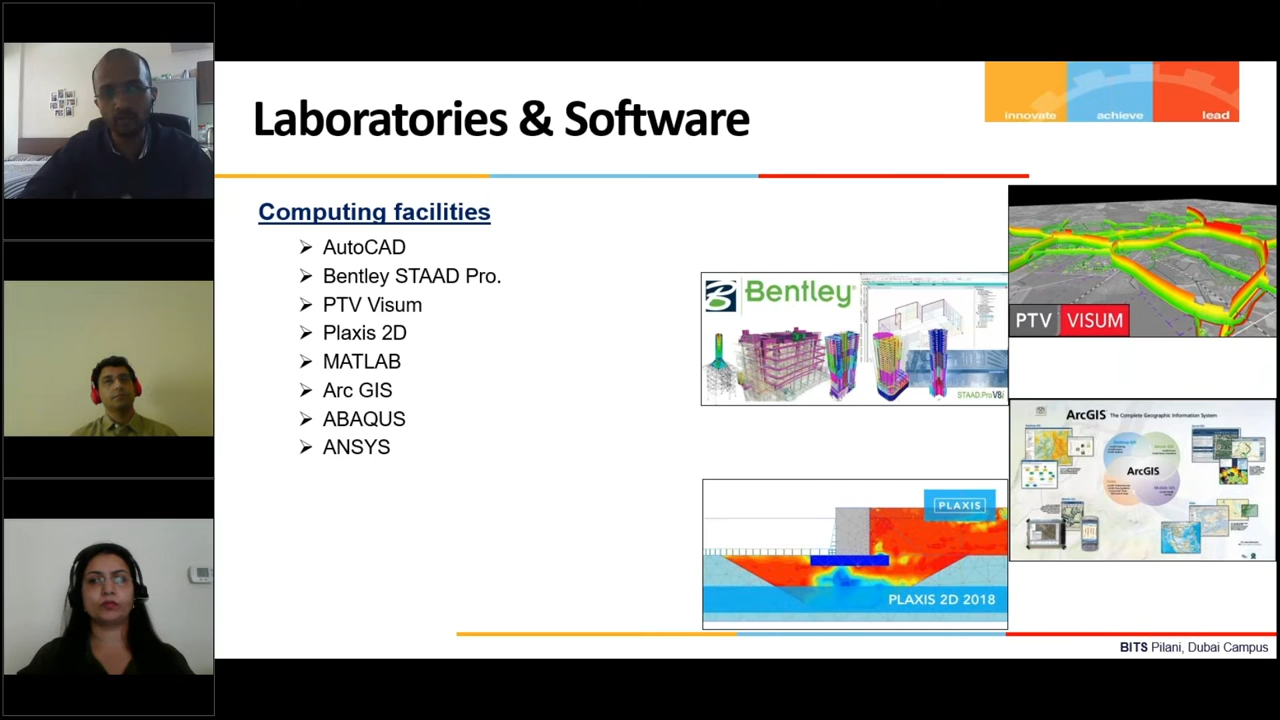 Laboratories & Software
innovate achieve lead
Computing facilities
➢ AutoCAD
➢ Bentley STAAD Pro.
➢ PTV Visum
➢ Plaxis 2D
➢ MATLAB
➢ Arc GIS
➢ ABAQUS
➢ ANSYS
Bentley®
STAAD.Pro V8i
PTV VISUM
ArcGIS The Complete Geographic Information System
ArcGIS
PLAXIS
PLAXIS 2D 2018
BITS Pilani, Dubai Campus